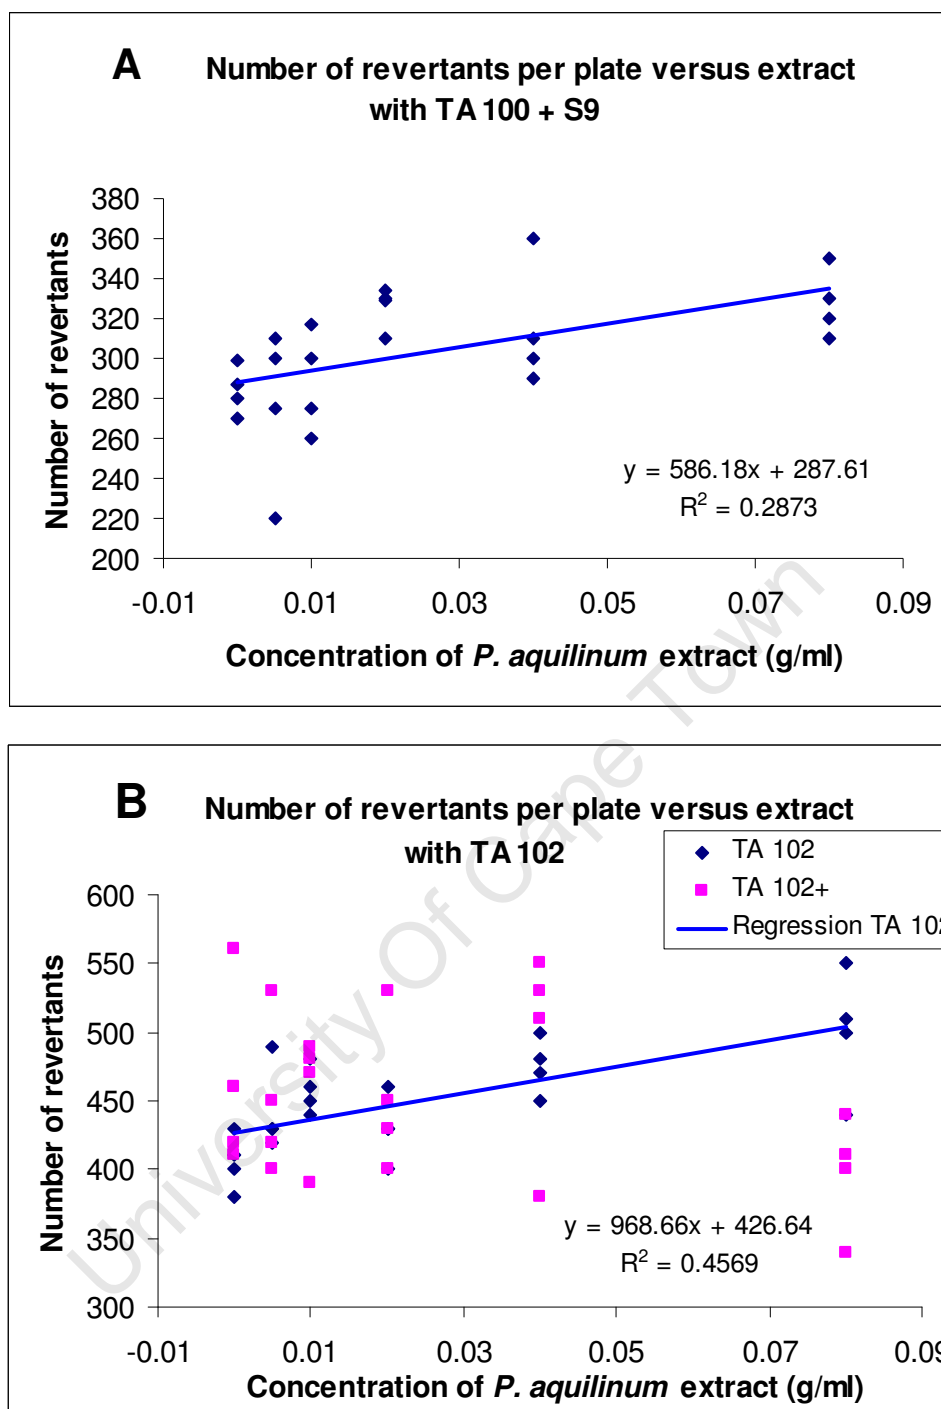 A
Number of revertants per plate versus extract
with TA 100 + S9
Number of revertants
380
360
340
320
300
280
260
240
220
200
y = 586.18x + 287.61
R² = 0.2873
-0.01 0.01 0.03 0.05 0.07 0.09
Concentration of P. aquilinum extract (g/ml)
B
Number of revertants per plate versus extract
with TA 102
TA 102
TA 102+
Regression TA 102
Number of revertants
600
550
500
450
400
350
300
y = 968.66x + 426.64
R² = 0.4569
-0.01 0.01 0.03 0.05 0.07 0.09
Concentration of P. aquilinum extract (g/ml)
University Of Cape Town